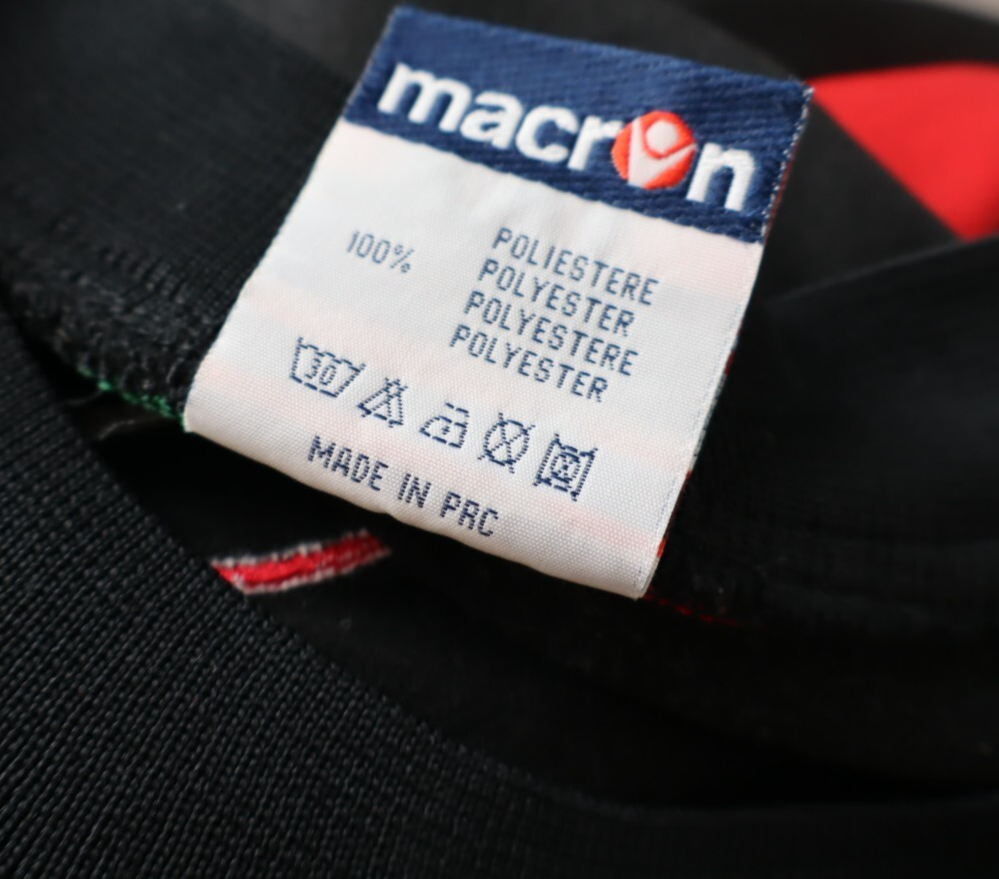 macron
100% POLIESTERE
POLYESTER
POLYESTERE
POLYESTER
30
MADE IN PRC